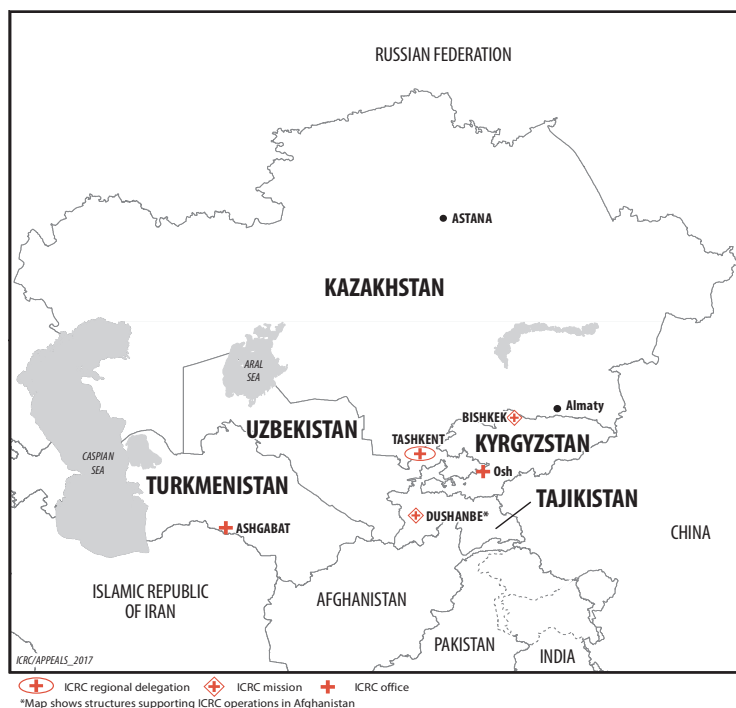 RUSSIAN FEDERATION
ASTANA
KAZAKHSTAN
ARAL
SEA
BISHKEK
Almaty
UZBEKISTAN
TASHKENT
KYRGYZSTAN
CASPIAN
SEA
Osh
TURKMENISTAN
TAJIKISTAN
DUSHANBE*
ASHGABAT
CHINA
ISLAMIC REPUBLIC
OF IRAN
AFGHANISTAN
PAKISTAN
INDIA
ICRC/APPEALS_2017
ICRC regional delegation ICRC mission ICRC office
*Map shows structures supporting ICRC operations in Afghanistan